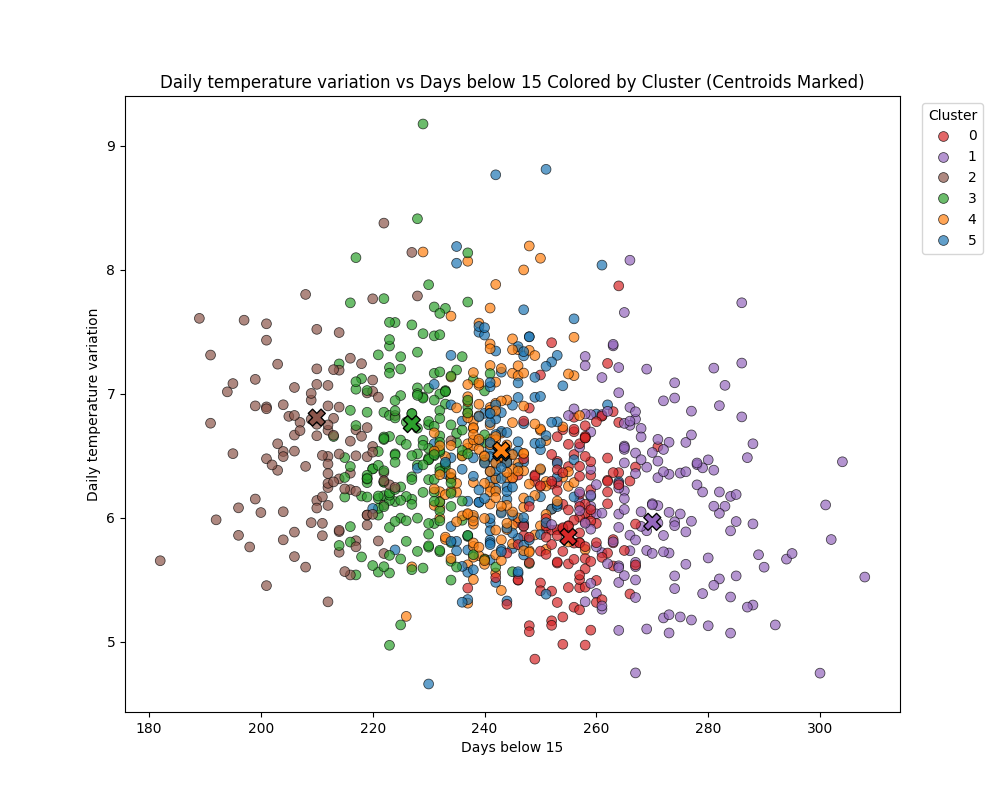 Daily temperature variation vs Days below 15 Colored by Cluster (Centroids Marked)
Cluster
0
1
2
3
4
5
9
8
7
6
5
Daily temperature variation
180 200 220 240 260 280 300
Days below 15